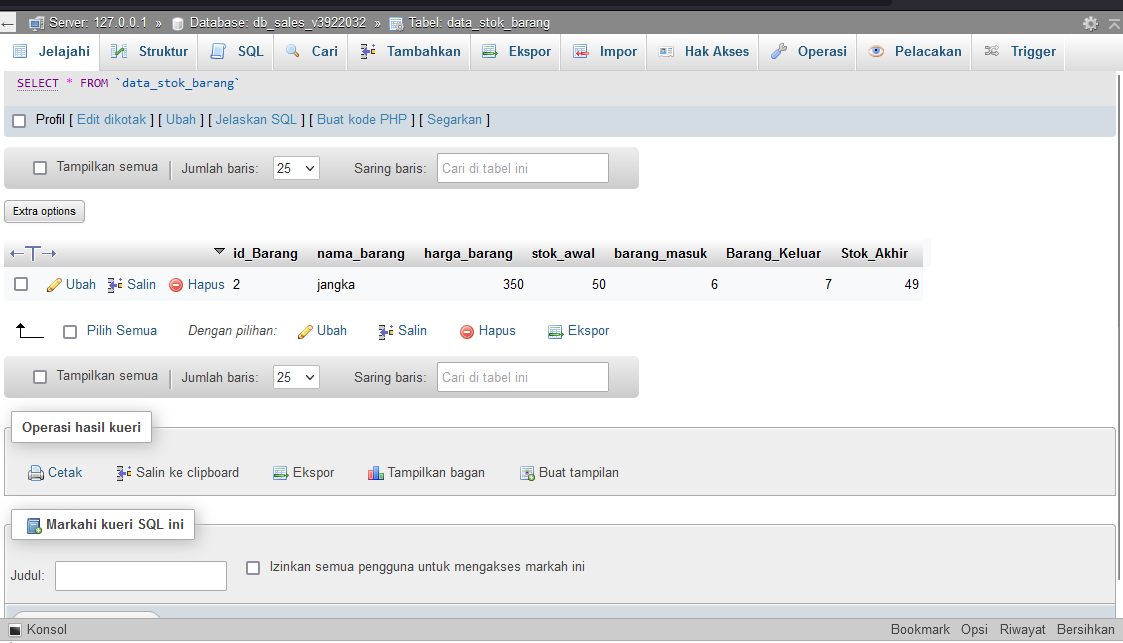 Server: 127.0.0.1 » Database: db_sales_v3922032 » Tabel: data_stok_barang
Jelajahi Struktur SQL Cari Tambahkan Ekspor Impor Hak Akses Operasi Pelacakan Trigger
SELECT * FROM `data_stok_barang`
Profil [ Edit dikotak ] [ Ubah ] [ Jelaskan SQL ] [ Buat kode PHP ] [ Segarkan ]
Tampilkan semua | Jumlah baris: 25 Saring baris: Cari di tabel ini
Extra options
←T→ id_Barang nama_barang harga_barang stok_awal barang_masuk Barang_Keluar Stok_Akhir
Ubah Salin Hapus 2 jangka 350 50 6 7 49
Pilih Semua Dengan pilihan: Ubah Salin Hapus Ekspor
Tampilkan semua | Jumlah baris: 25 Saring baris: Cari di tabel ini
Operasi hasil kueri
Cetak Salin ke clipboard Ekspor Tampilkan bagan Buat tampilan
Markahi kueri SQL ini
Judul: Izinkan semua pengguna untuk mengakses markah ini
Konsol Bookmark Opsi Riwayat Bersihkan